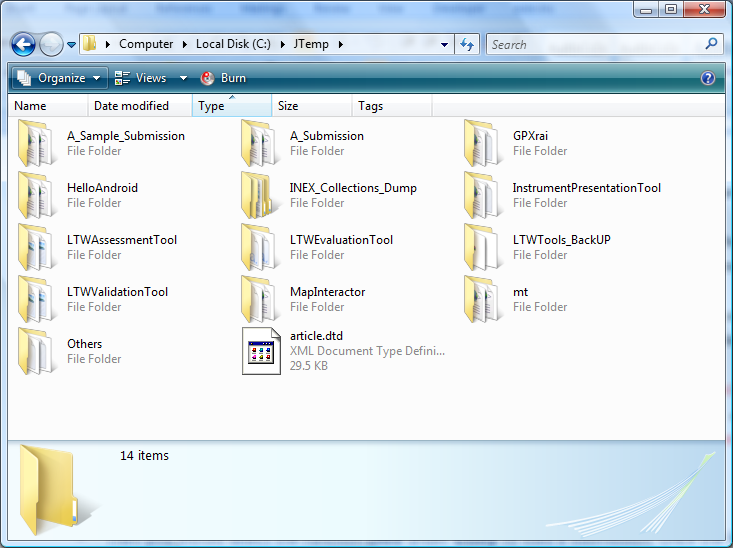 Computer Local Disk (C:) JTemp Search
Organize Views Burn
Name Date modified Type Size Tags
A_Sample_Submission
File Folder
A_Submission
File Folder
GPXrai
File Folder
HelloAndroid
File Folder
INEX_Collections_Dump
File Folder
InstrumentPresentationTool
File Folder
LTWAssessmentTool
File Folder
LTWEvaluationTool
File Folder
LTWTools_BackUP
File Folder
LTWValidationTool
File Folder
MapInteractor
File Folder
mt
File Folder
Others
File Folder
article.dtd
XML Document Type Defini...
29.5 KB
14 items